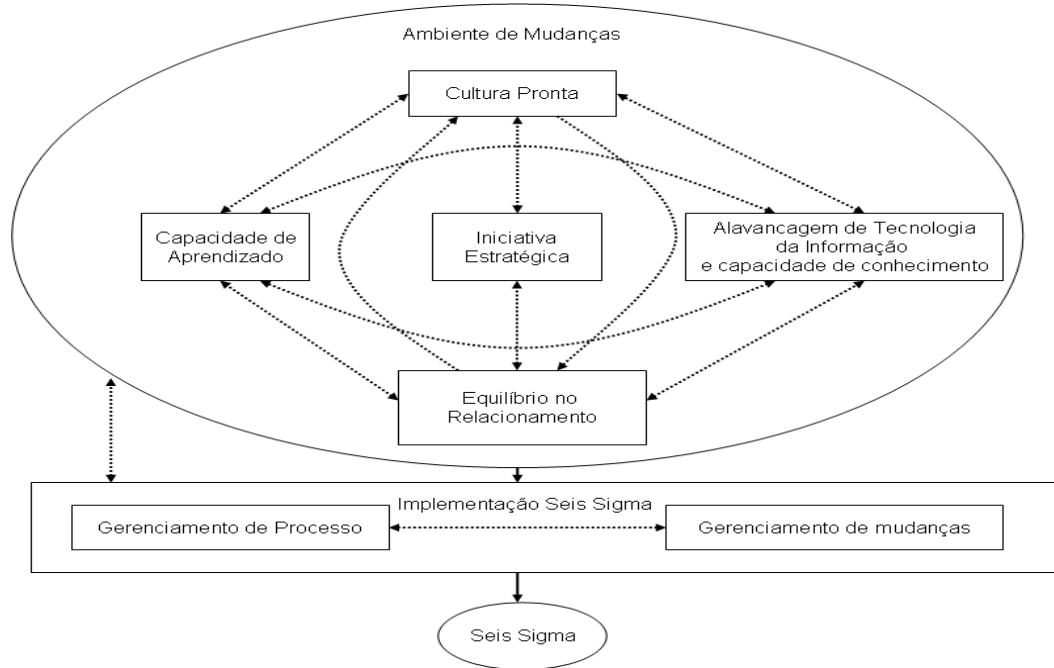 Ambiente de Mudanças
Cultura Pronta
Capacidade de
Aprendizado
Iniciativa
Estratégica
Alavancagem de Tecnologia
da Informação
e capacidade de conhecimento
Equilíbrio no
Relacionamento
Implementação Seis Sigma
Gerenciamento de Processo
Gerenciamento de mudanças
Seis Sigma